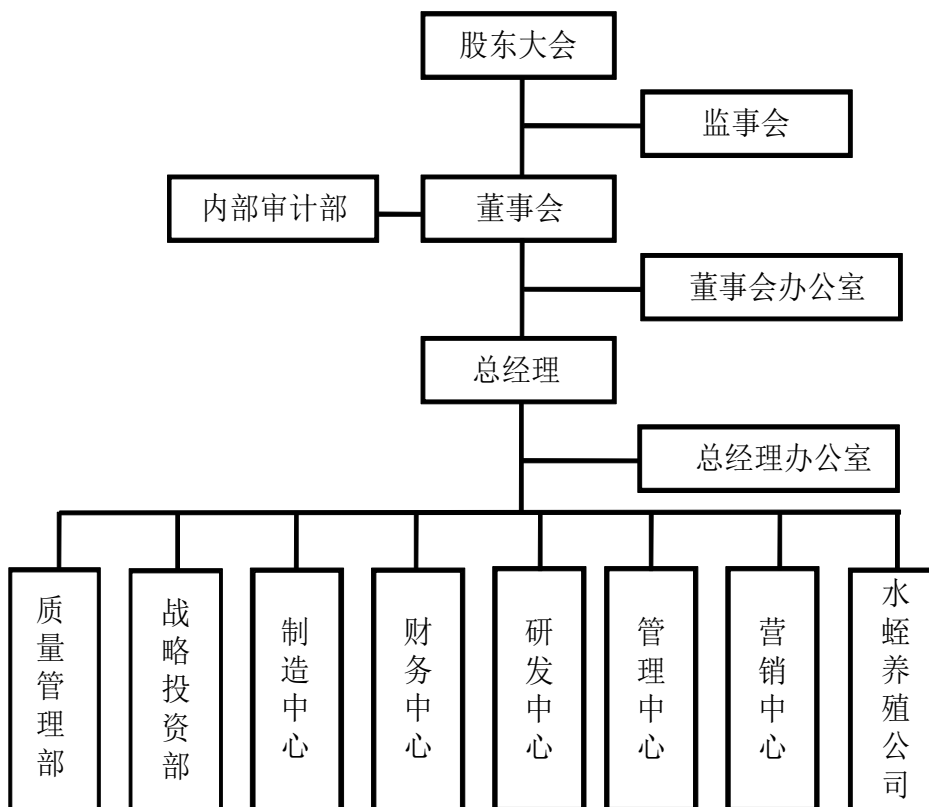 股东大会
监事会
内部审计部
董事会
董事会办公室
总经理
总经理办公室
质量管理部
战略投资部
制造中心
财务中心
研发中心
管理中心
营销中心
水蛭养殖公司